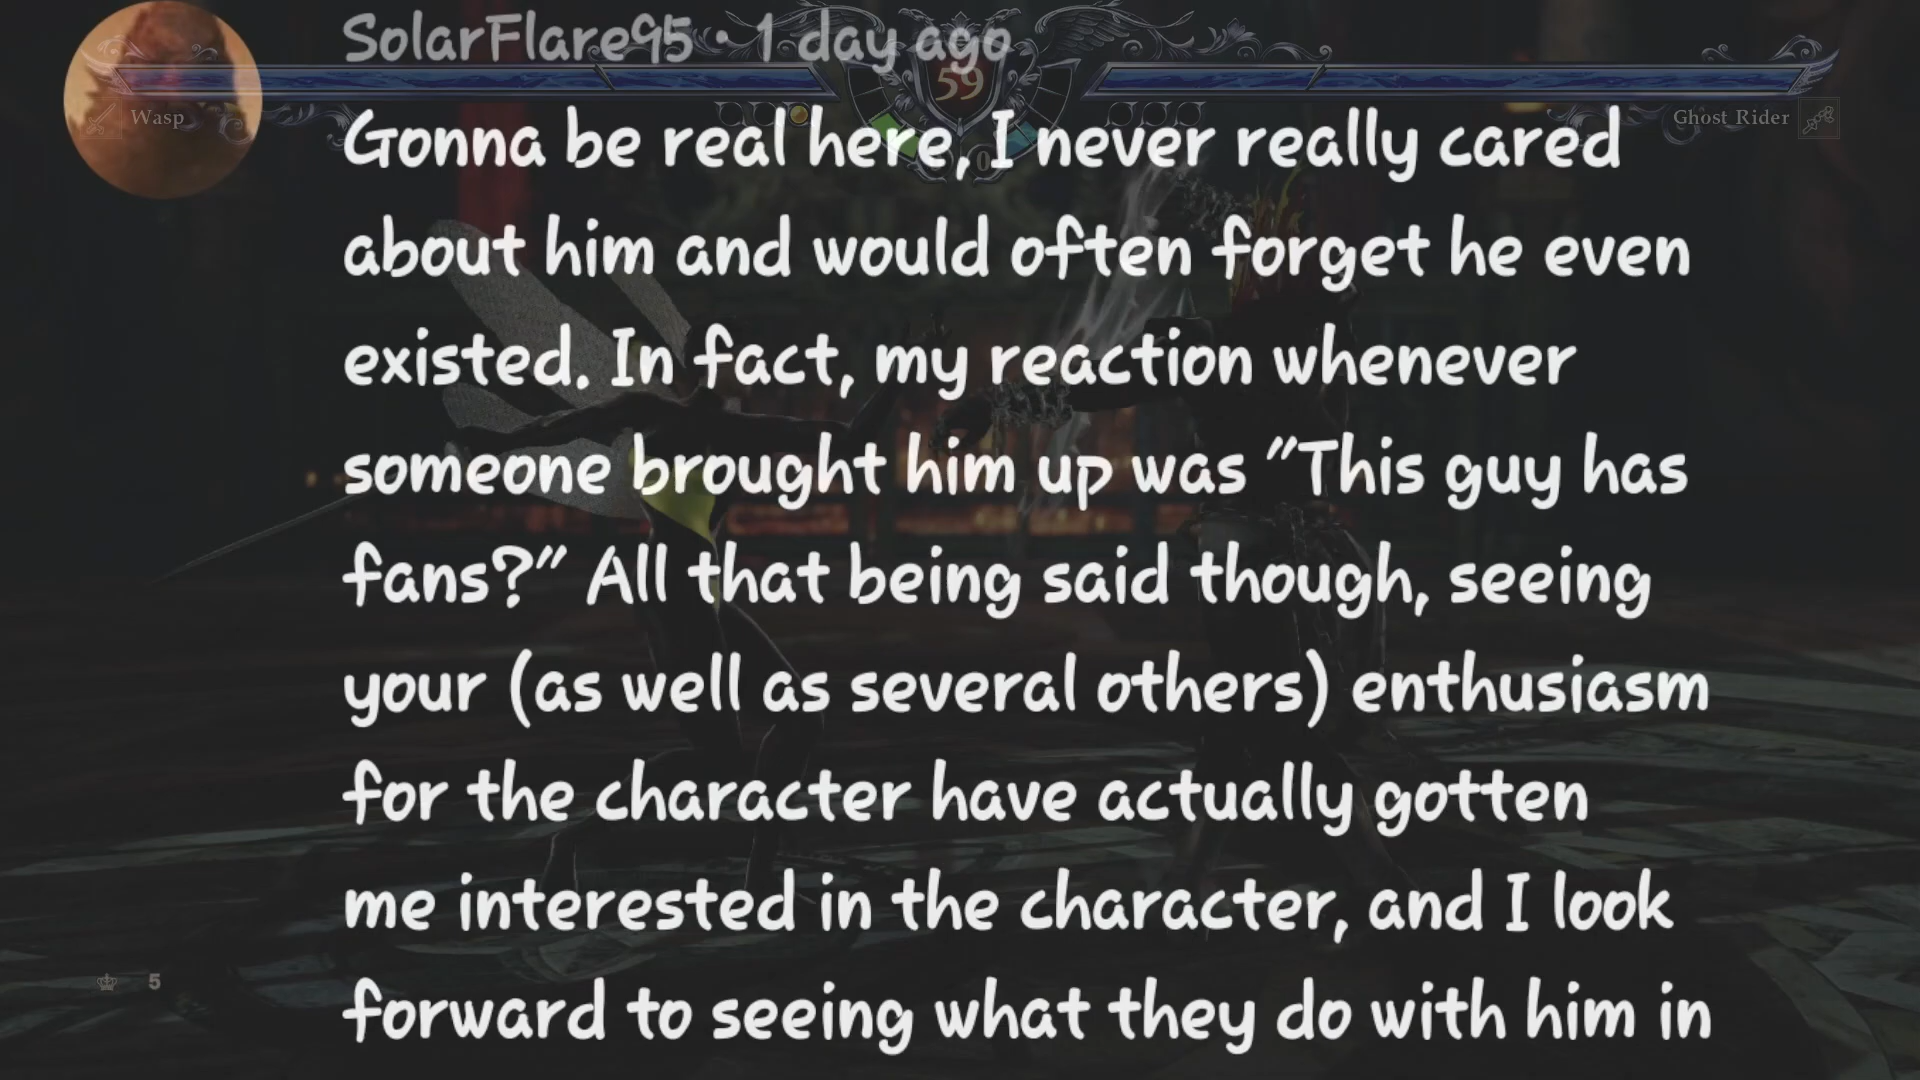 SolarFlare95 · 1 day ago
59
Wasp
Ghost Rider
Gonna be real here, I never really cared
about him and would often forget he even
existed. In fact, my reaction whenever
someone brought him up was "This guy has
fans?" All that being said though, seeing
your (as well as several others) enthusiasm
for the character have actually gotten
me interested in the character, and I look
forward to seeing what they do with him in
5